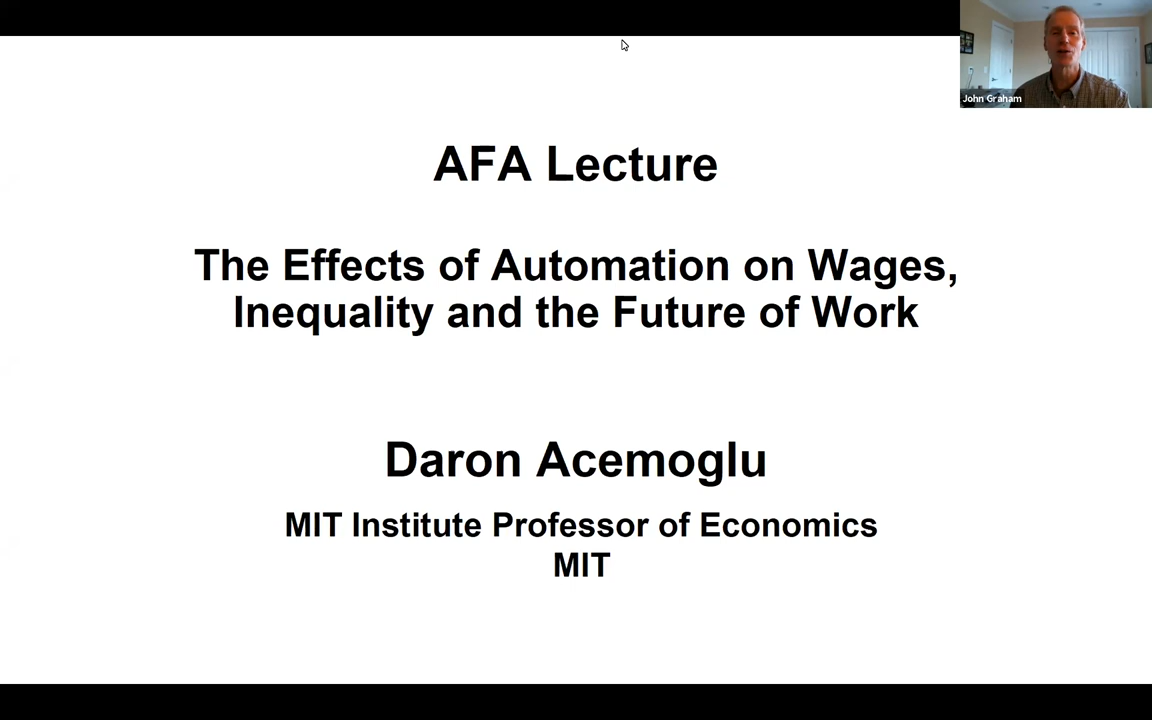 John Graham
AFA Lecture
The Effects of Automation on Wages,
Inequality and the Future of Work
Daron Acemoglu
MIT Institute Professor of Economics
MIT